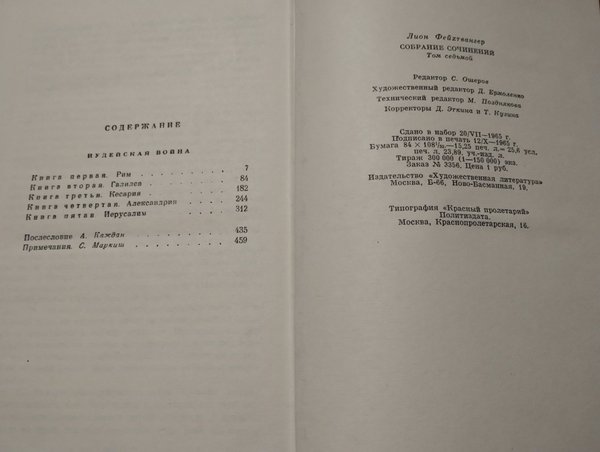 СОДЕРЖАНИЕ
ИУДЕЙСКАЯ ВОЙНА
Книга первая. Рим . . . . . . . . . 7
Книга вторая. Галилея . . . . . . . . 84
Книга третья. Кесария . . . . . . . . 182
Книга четвертая. Александрия . . . . . 244
Книга пятая Иерусалим . . . . . . . 312
Послесловие А. Каждан . . . . . . . . 435
Примечания. С. Маркиш . . . . . . . . 459
Лион Фейхтвангер
СОБРАНИЕ СОЧИНЕНИЙ
Том седьмой
Редактор С. Ошеров
Художественный редактор Д. Ермоленко
Технический редактор М. Позднякова
Корректоры Д. Эткина и Т. Кузина
Сдано в набор 20/VII—1965 г.
Подписано в печать 12/X—1965 г.
Бумага 84 × 108¹/₃₂—15,25 печ. л.= 25,6 усл.
печ. л. 23,89. уч.-изд. л.
Тираж 300 000 (1—150 000) экз.
Заказ № 3356. Цена 1 руб.
Издательство «Художественная литература»
Москва, Б-66, Ново-Басманная, 19.
Типография «Красный пролетарий»
Политиздата.
Москва, Краснопролетарская, 16.